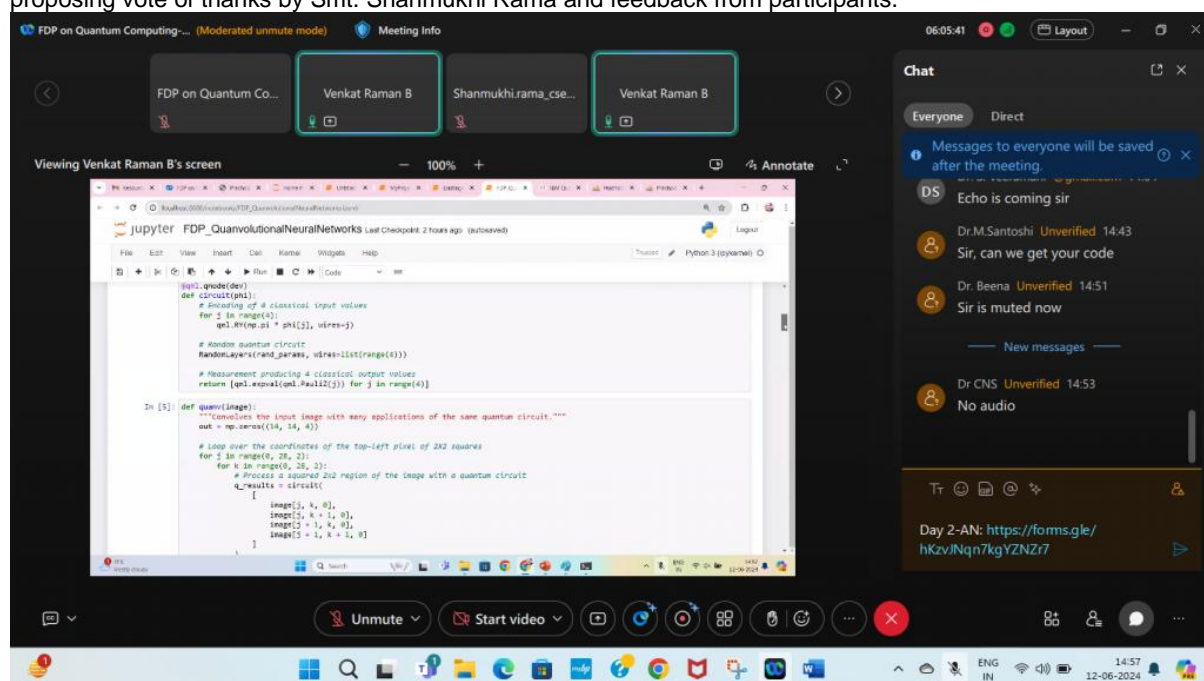 proposing vote of thanks by Smt. Shanmukhi Rama and feedback from participants.
FDP on Quantum Computing-... (Moderated unmute mode) Meeting Info
06:05:41 Layout
FDP on Quantum Co...
Venkat Raman B
Shanmukhi.rama_cse...
Venkat Raman B
Viewing Venkat Raman B's screen
100%
Annotate
jupyter FDP_QuanvolutionalNeuralNetworks Last Checkpoint: 2 hours ago (autosaved)
Logout
File Edit View Insert Cell Kernel Widgets Help
Trusted Python 3 (ipykernel)
Run Code
@qml.qnode(dev)
def circuit(phi):
# Encoding of 4 classical input values
for j in range(4):
qml.RY(np.pi * phi[j], wires=j)
# Random quantum circuit
RandomLayers(rand_params, wires=list(range(4)))
# Measurement producing 4 classical output values
return [qml.expval(qml.PauliZ(j)) for j in range(4)]
In [5]: def quanv(image):
"""Convolves the input image with many applications of the same quantum circuit."""
out = np.zeros((14, 14, 4))
# Loop over the coordinates of the top-left pixel of 2X2 squares
for j in range(0, 28, 2):
for k in range(0, 28, 2):
# Process a squared 2x2 region of the image with a quantum circuit
q_results = circuit(
[
image[j, k, 0],
image[j, k + 1, 0],
image[j + 1, k, 0],
image[j + 1, k + 1, 0]
]
Search
Chat
Everyone Direct
Messages to everyone will be saved
after the meeting.
DS
Echo is coming sir
Dr.M.Santoshi Unverified 14:43
Sir, can we get your code
Dr. Beena Unverified 14:51
Sir is muted now
New messages
Dr CNS Unverified 14:53
No audio
Day 2-AN: https://forms.gle/
hKzvJNqn7kgYZNZr7
Unmute
Start video
ENG
IN
14:57
12-06-2024